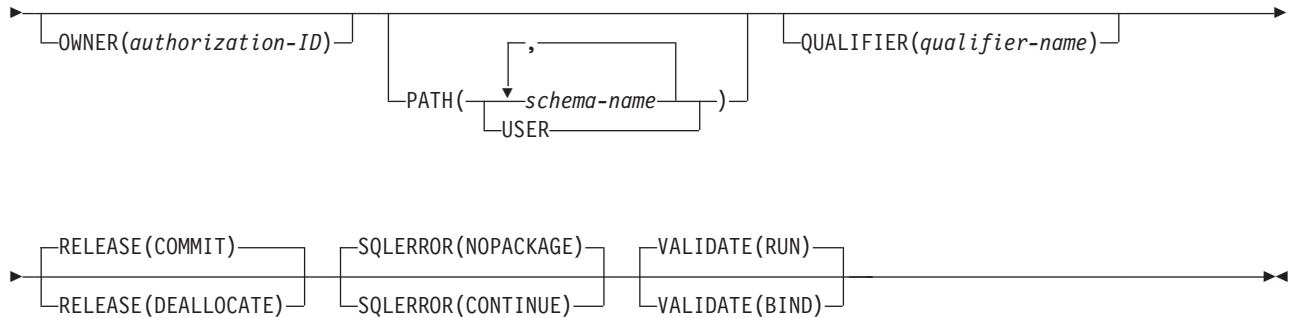 OWNER(authorization-ID)
PATH(
,
schema-name
USER
)
QUALIFIER(qualifier-name)
RELEASE(COMMIT)
RELEASE(DEALLOCATE)
SQLERROR(NOPACKAGE)
SQLERROR(CONTINUE)
VALIDATE(RUN)
VALIDATE(BIND)